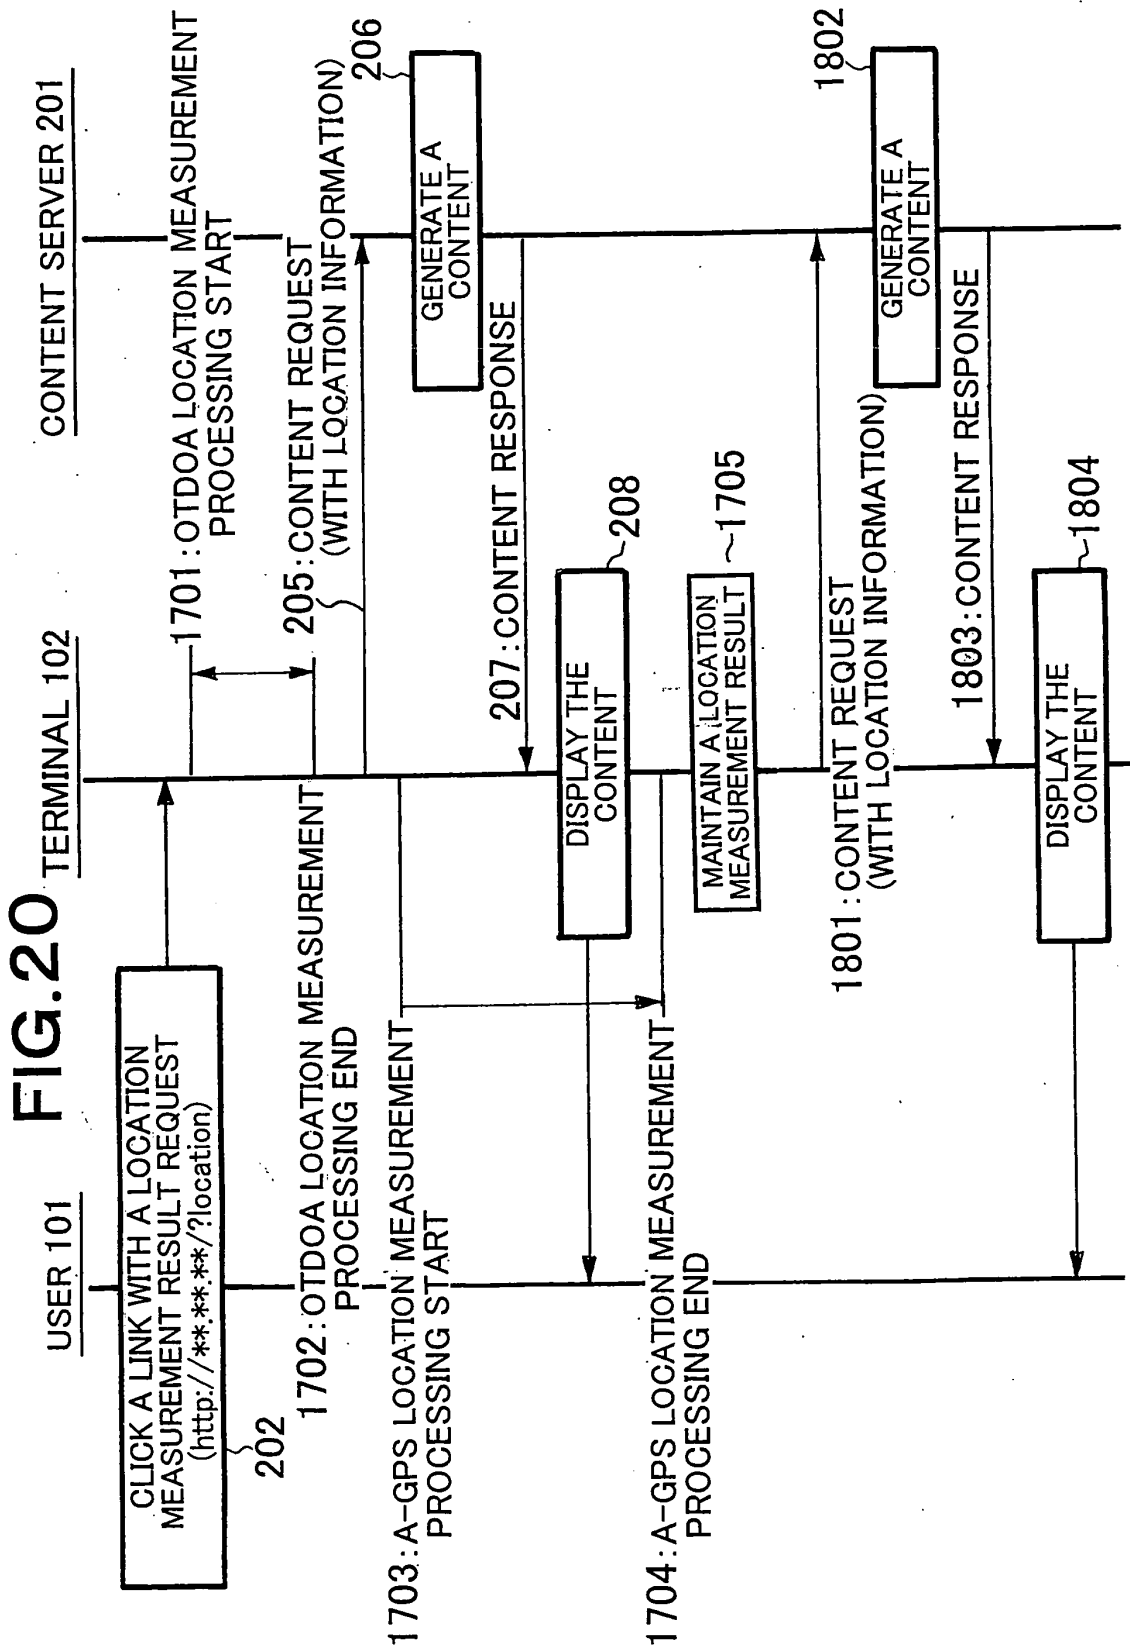 FIG.20
USER 101
TERMINAL 102
CONTENT SERVER 201
CLICK A LINK WITH A LOCATION
MEASUREMENT RESULT REQUEST
(http://**.**.**/?location)
202
1701:OTDOA LOCATION MEASUREMENT
PROCESSING START
1702:OTDOA LOCATION MEASUREMENT
PROCESSING END
205:CONTENT REQUEST
(WITH LOCATION INFORMATION)
206
GENERATE A
CONTENT
1703:A-GPS LOCATION MEASUREMENT
PROCESSING START
207:CONTENT RESPONSE
DISPLAY THE
CONTENT
208
1704:A-GPS LOCATION MEASUREMENT
PROCESSING END
MAINTAIN A LOCATION
MEASUREMENT RESULT
1705
1801:CONTENT REQUEST
(WITH LOCATION INFORMATION)
1802
GENERATE A
CONTENT
1803:CONTENT RESPONSE
DISPLAY THE
CONTENT
1804